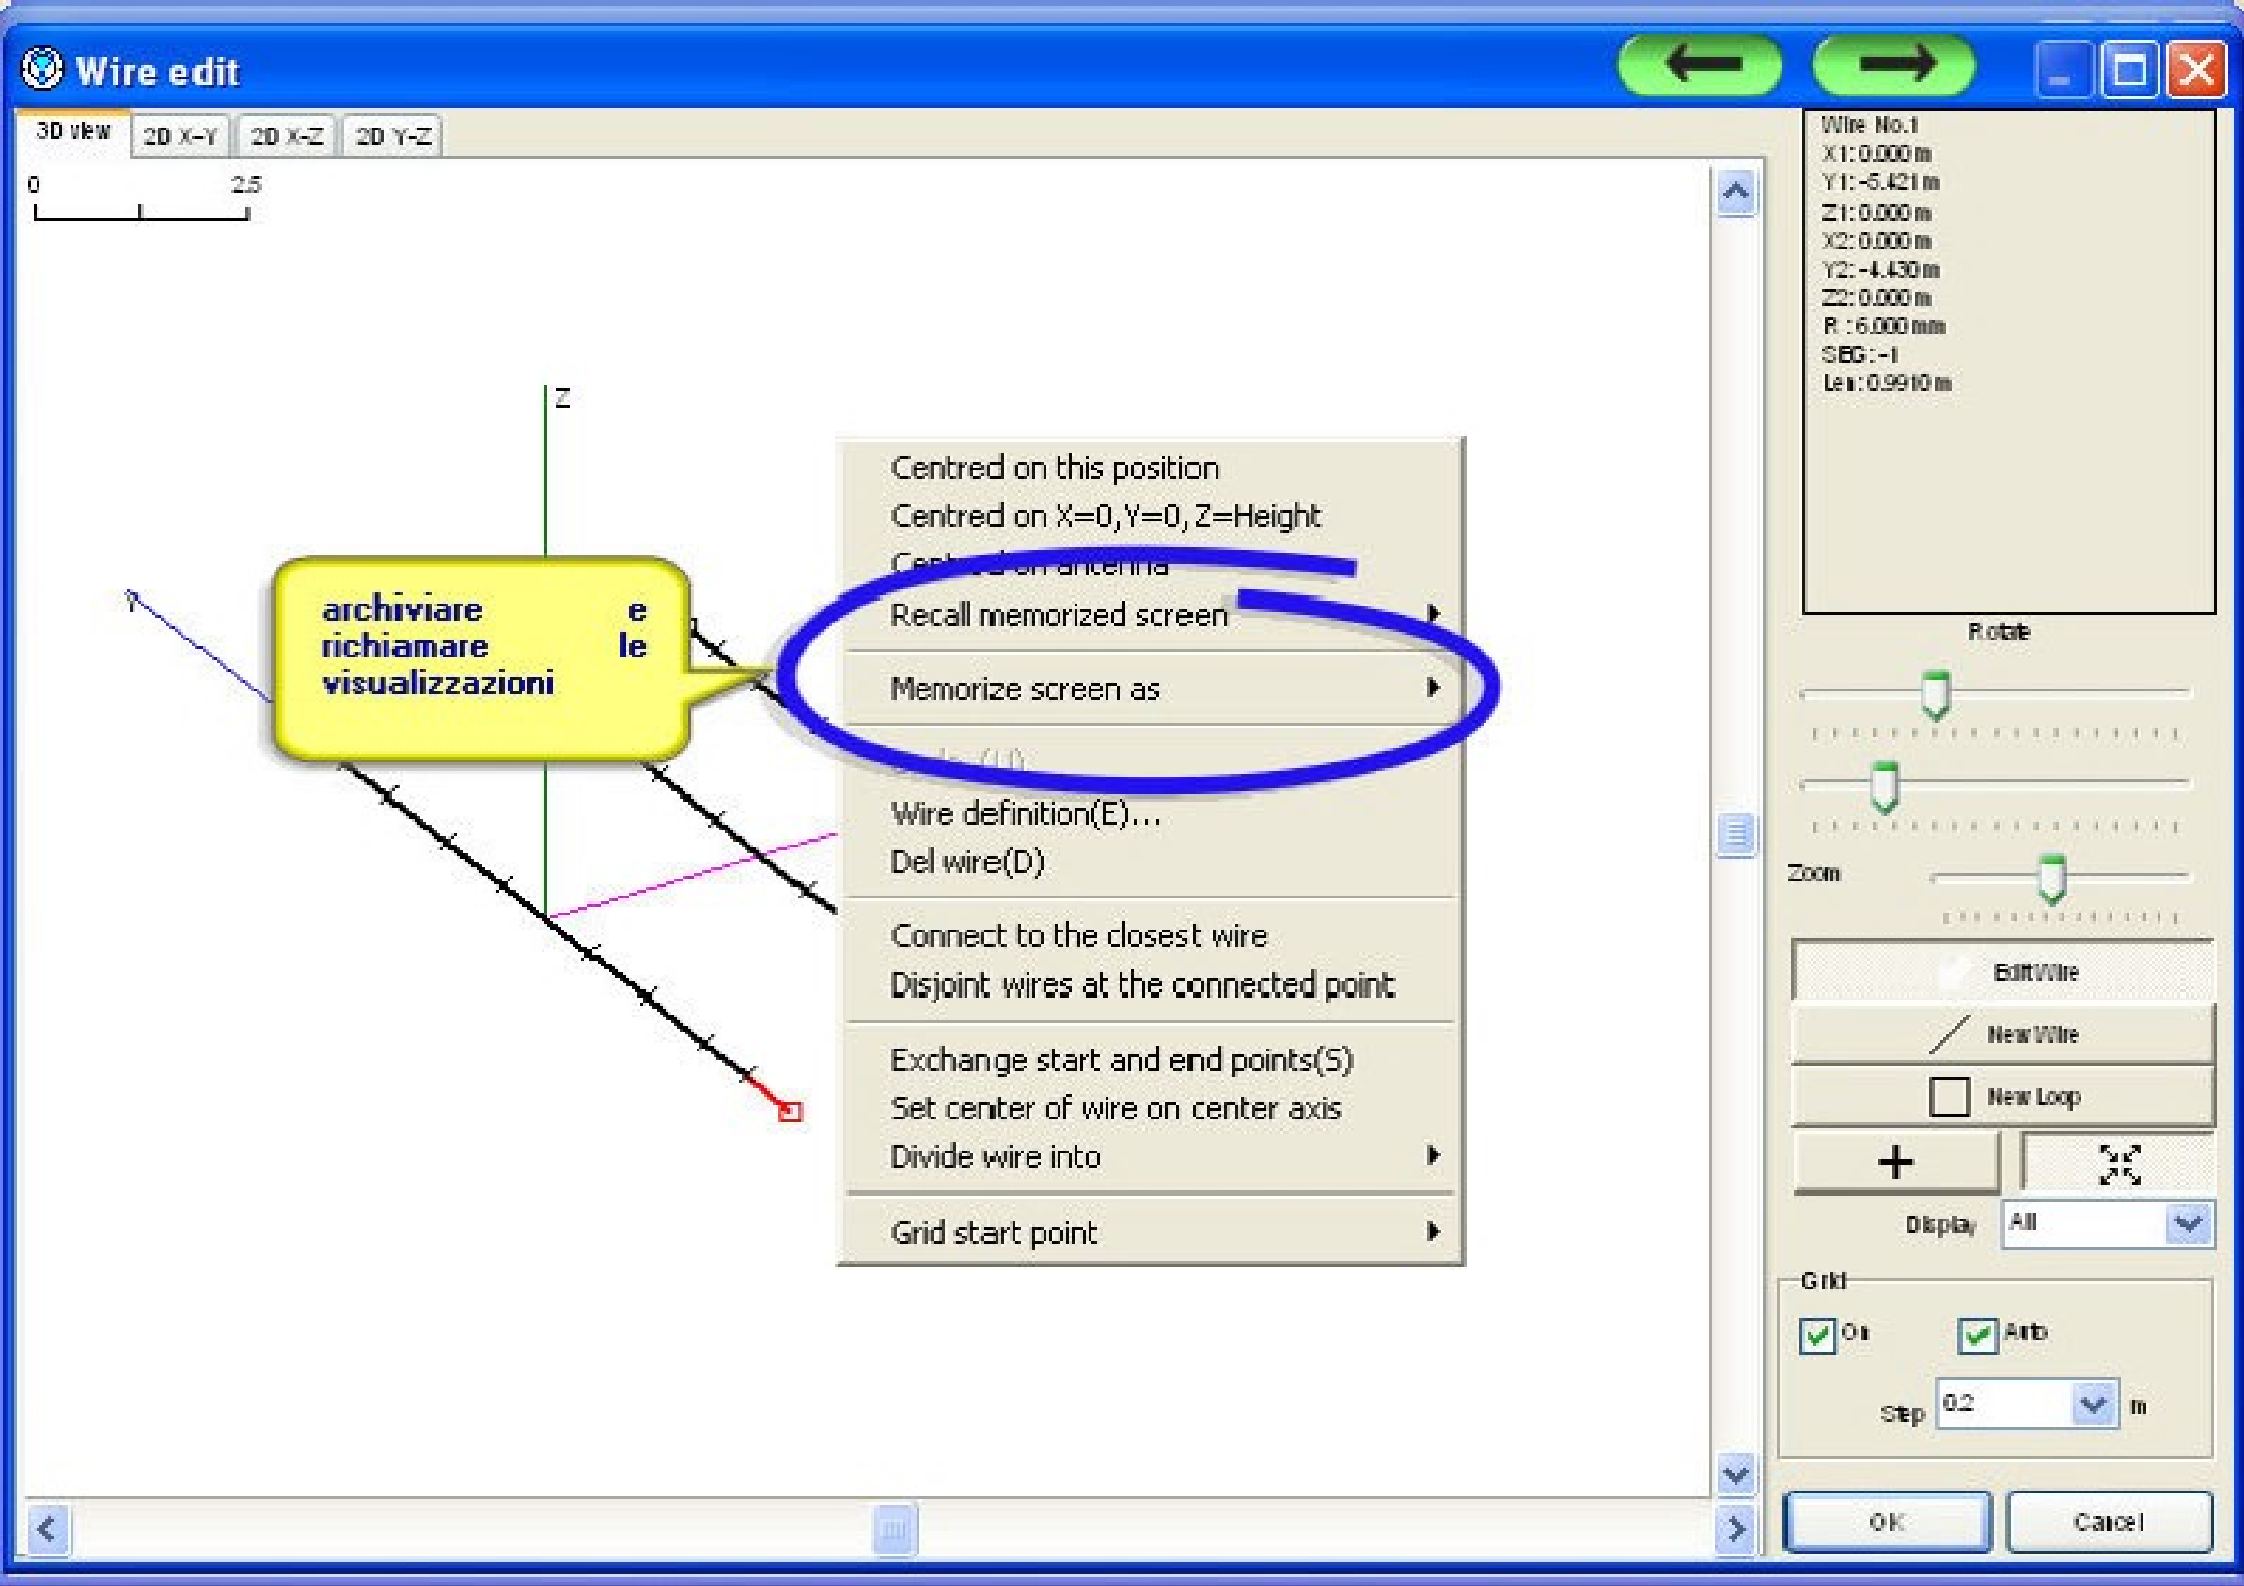 Wire edit
3D view
2D X-Y
2D X-Z
2D Y-Z
0 2.5
Z
Y
archiviare e
richiamare le
visualizzazioni
Centred on this position
Centred on X=0,Y=0, Z=Height
Centred on antenna
Recall memorized screen
Memorize screen as
Wire definition(E)...
Del wire(D)
Connect to the closest wire
Disjoint wires at the connected point
Exchange start and end points(S)
Set center of wire on center axis
Divide wire into
Grid start point
Wire No.1
X1: 0.000 m
Y1: -5.421 m
Z1: 0.000 m
X2: 0.000 m
Y2: -4.430 m
Z2: 0.000 m
R : 6.000 mm
SEG: -1
Len: 0.9910 m
Rotate
Zoom
Edit Wire
New Wire
New Loop
Display All
Grid
On Auto
Step 0.2 m
OK Cancel